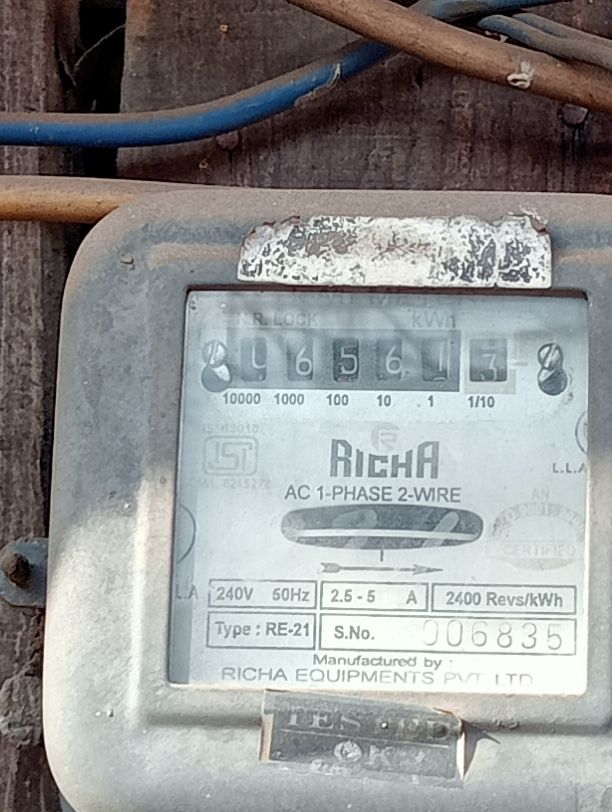 N.R. LOCK kWh
6 5 6 1 3
10000 1000 100 10 1 1/10
ISI
RICHA
AC 1-PHASE 2-WIRE
L.L.A
CERTIFIED
240V 50Hz 2.5 - 5 A 2400 Revs/kWh
Type : RE-21 S.No. 006835
Manufactured by :
RICHA EQUIPMENTS PVT. LTD.
TESTED
OK